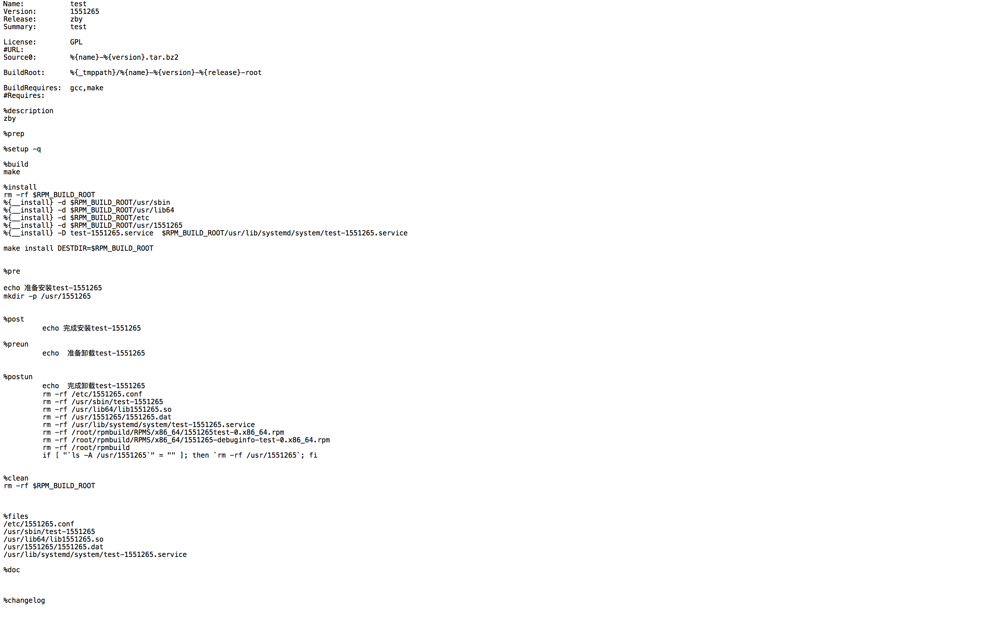 Name:           test
Version:        1551265
Release:        zby
Summary:        test
License:        GPL
#URL:
Source0:        %{name}-%{version}.tar.bz2
BuildRoot:      %{_tmppath}/%{name}-%{version}-%{release}-root
BuildRequires:  gcc,make
#Requires:
%description
zby
%prep
%setup -q
%build
make
%install
rm -rf $RPM_BUILD_ROOT
%{__install} -d $RPM_BUILD_ROOT/usr/sbin
%{__install} -d $RPM_BUILD_ROOT/usr/lib64
%{__install} -d $RPM_BUILD_ROOT/etc
%{__install} -d $RPM_BUILD_ROOT/usr/1551265
%{__install} -D test-1551265.service  $RPM_BUILD_ROOT/usr/lib/systemd/system/test-1551265.service
make install DESTDIR=$RPM_BUILD_ROOT
%pre
echo 准备安装test-1551265
mkdir -p /usr/1551265
%post
echo 完成安装test-1551265
%preun
echo  准备卸载test-1551265
%postun
echo  完成卸载test-1551265
rm -rf /etc/1551265.conf
rm -rf /usr/sbin/test-1551265
rm -rf /usr/lib64/lib1551265.so
rm -rf /usr/1551265/1551265.dat
rm -rf /usr/lib/systemd/system/test-1551265.service
rm -rf /root/rpmbuild/RPMS/x86_64/1551265test-0.x86_64.rpm
rm -rf /root/rpmbuild/RPMS/x86_64/1551265-debuginfo-test-0.x86_64.rpm
rm -rf /root/rpmbuild
if [ "`ls -A /usr/1551265`" = "" ]; then `rm -rf /usr/1551265`; fi
%clean
rm -rf $RPM_BUILD_ROOT
%files
/etc/1551265.conf
/usr/sbin/test-1551265
/usr/lib64/lib1551265.so
/usr/1551265/1551265.dat
/usr/lib/systemd/system/test-1551265.service
%doc
%changelog